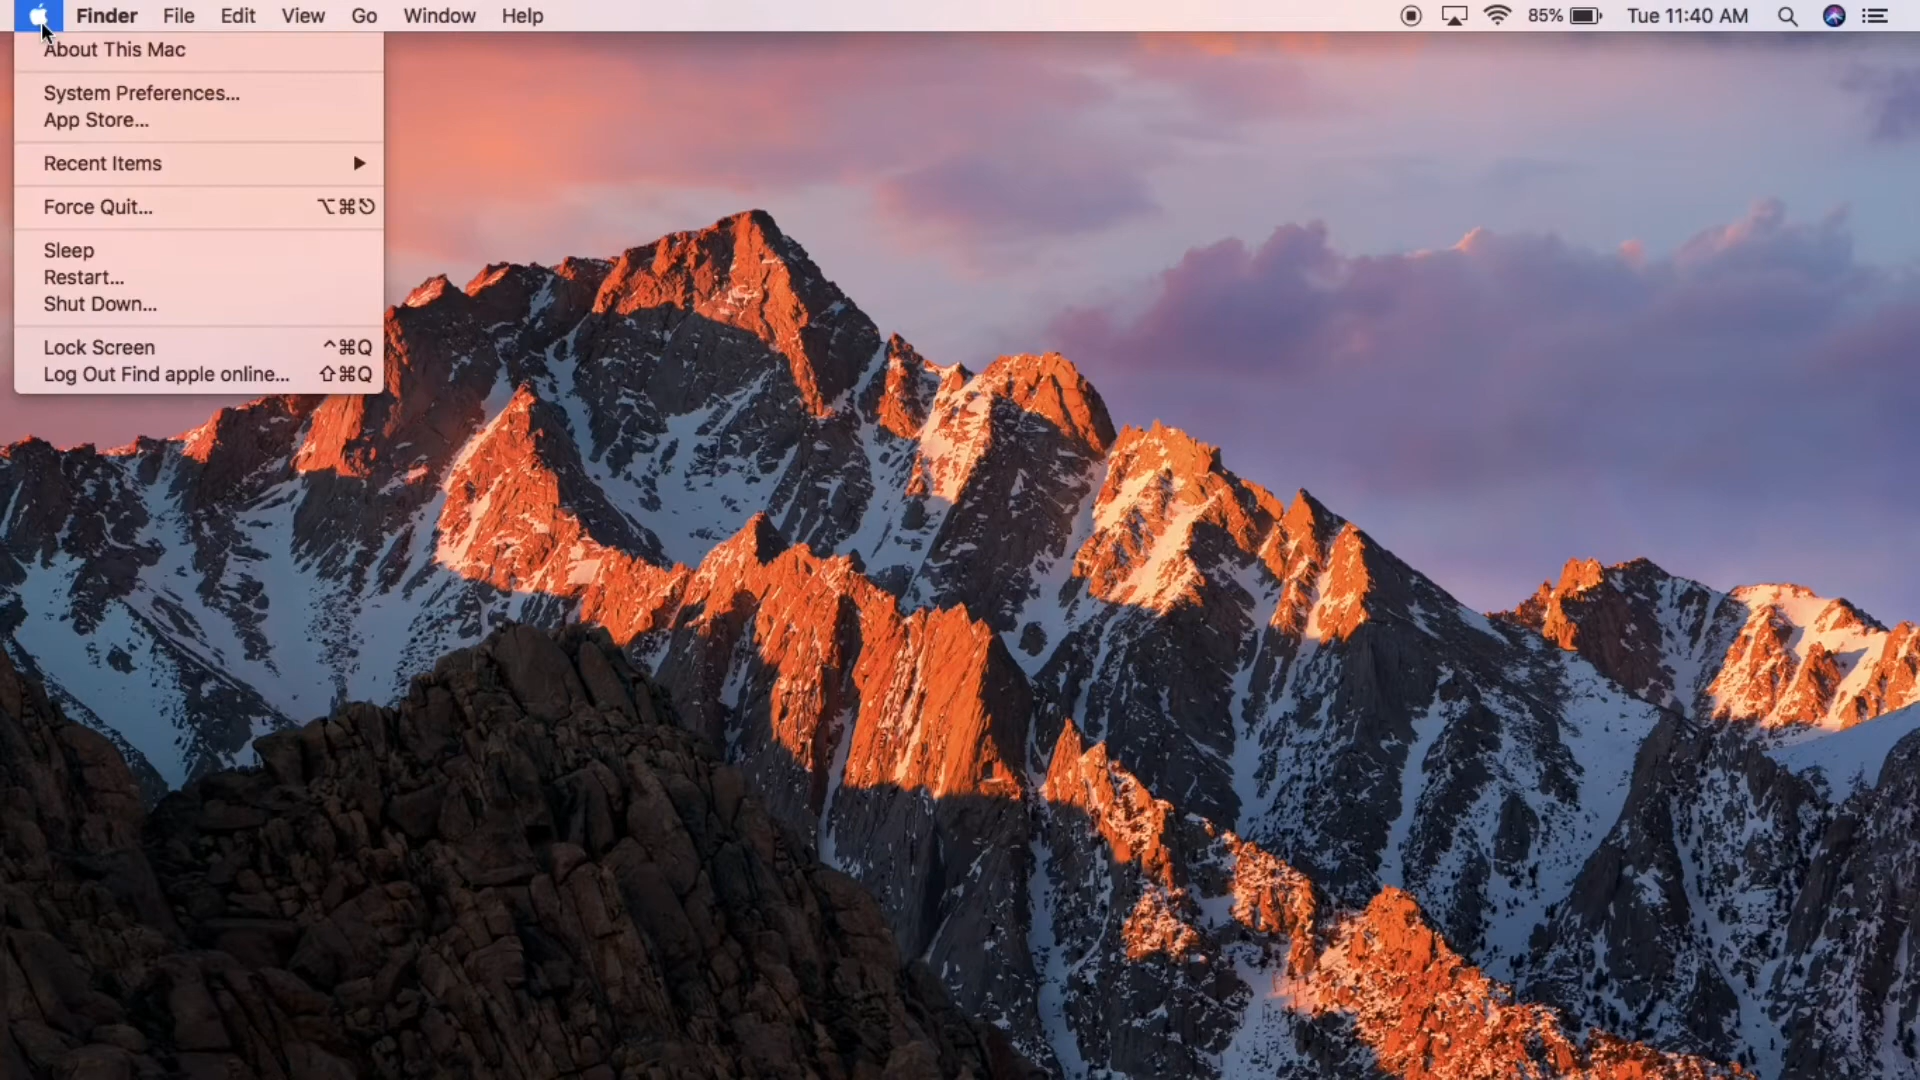 Finder File Edit View Go Window Help 85% Tue 11:40 AM
About This Mac
System Preferences...
App Store...
Recent Items
Force Quit... ⌥⌘⎋
Sleep
Restart...
Shut Down...
Lock Screen ^⌘Q
Log Out Find apple online... ⇧⌘Q